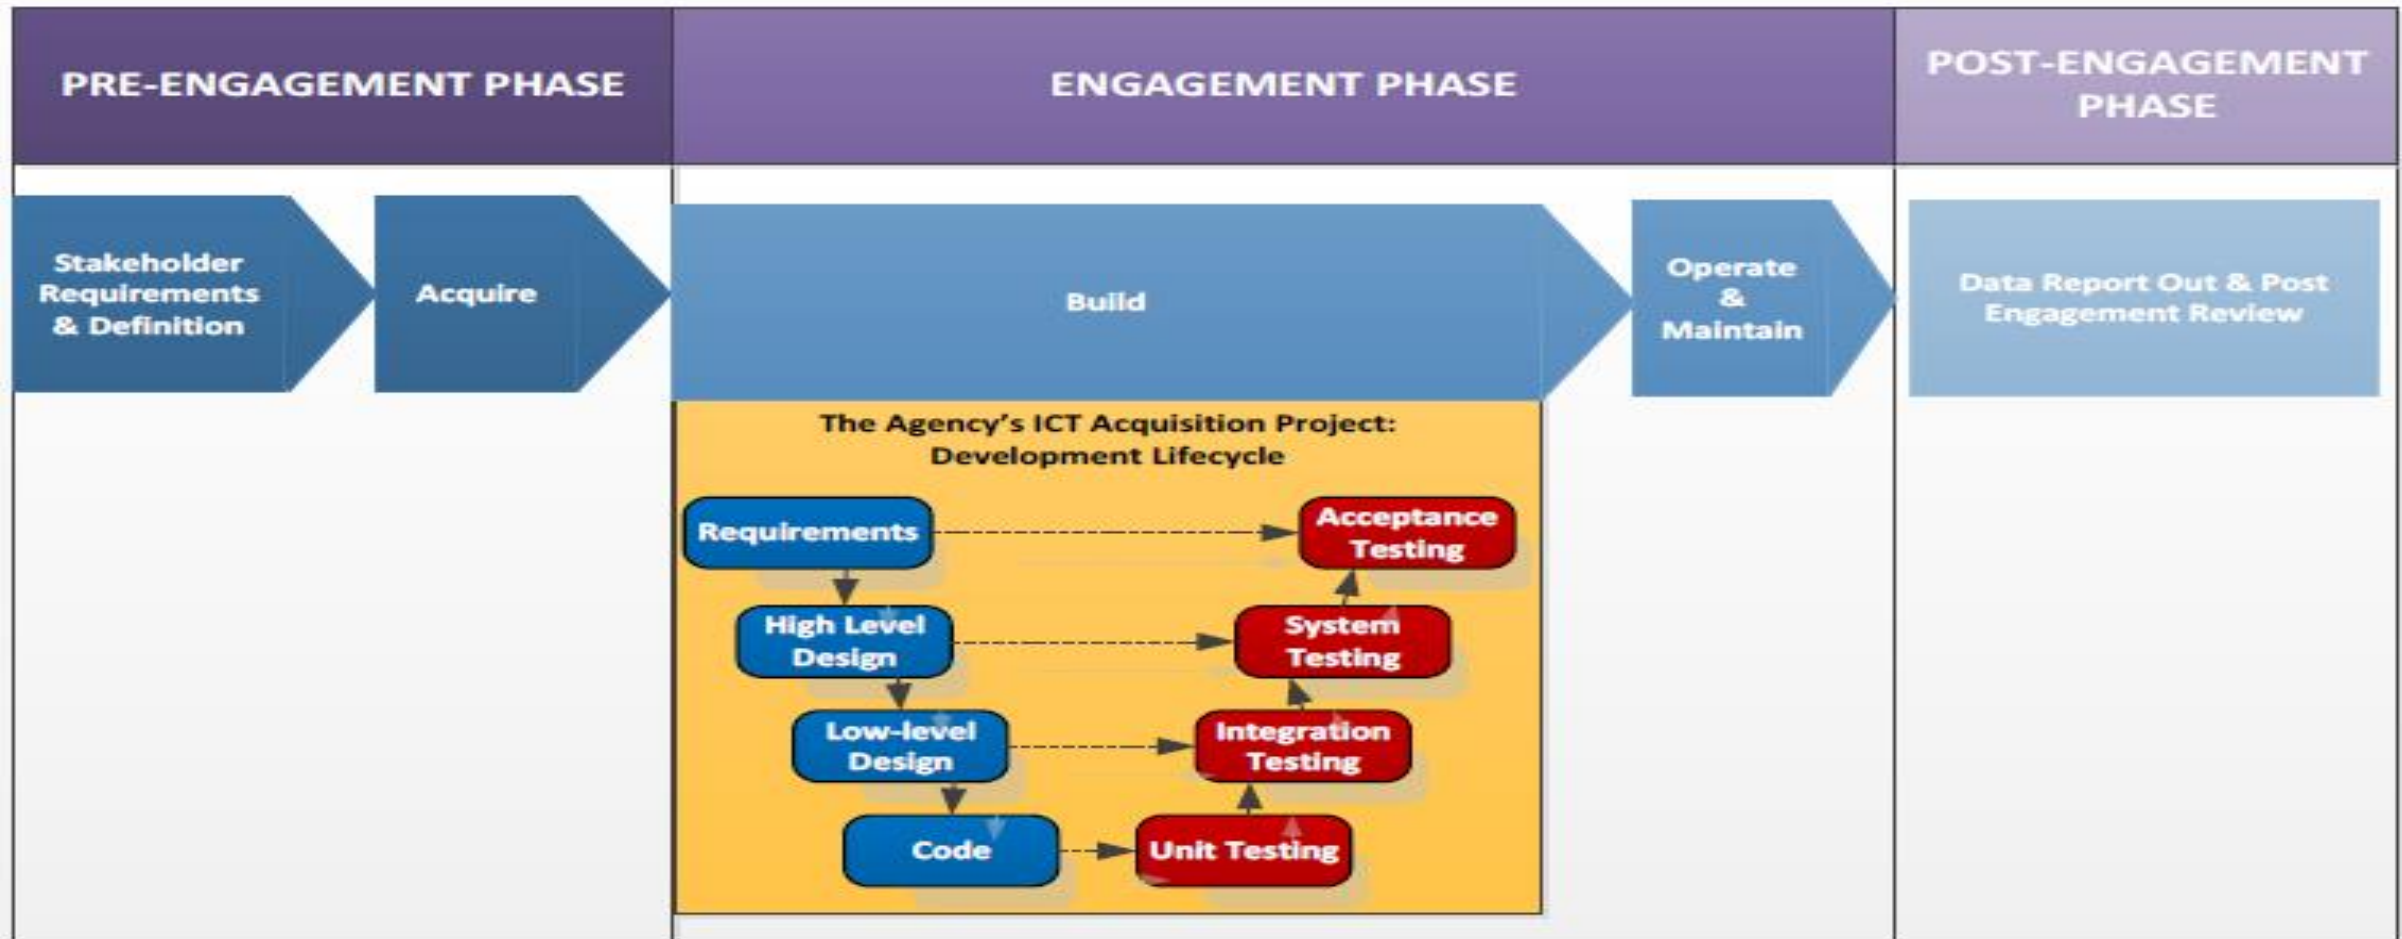 PRE-ENGAGEMENT PHASE
ENGAGEMENT PHASE
POST-ENGAGEMENT
PHASE
Stakeholder
Requirements
& Definition
Acquire
Build
Operate
&
Maintain
Data Report Out & Post
Engagement Review
The Agency's ICT Acquisition Project:
Development Lifecycle
Requirements
Acceptance
Testing
High Level
Design
System
Testing
Low-level
Design
Integration
Testing
Code
Unit Testing